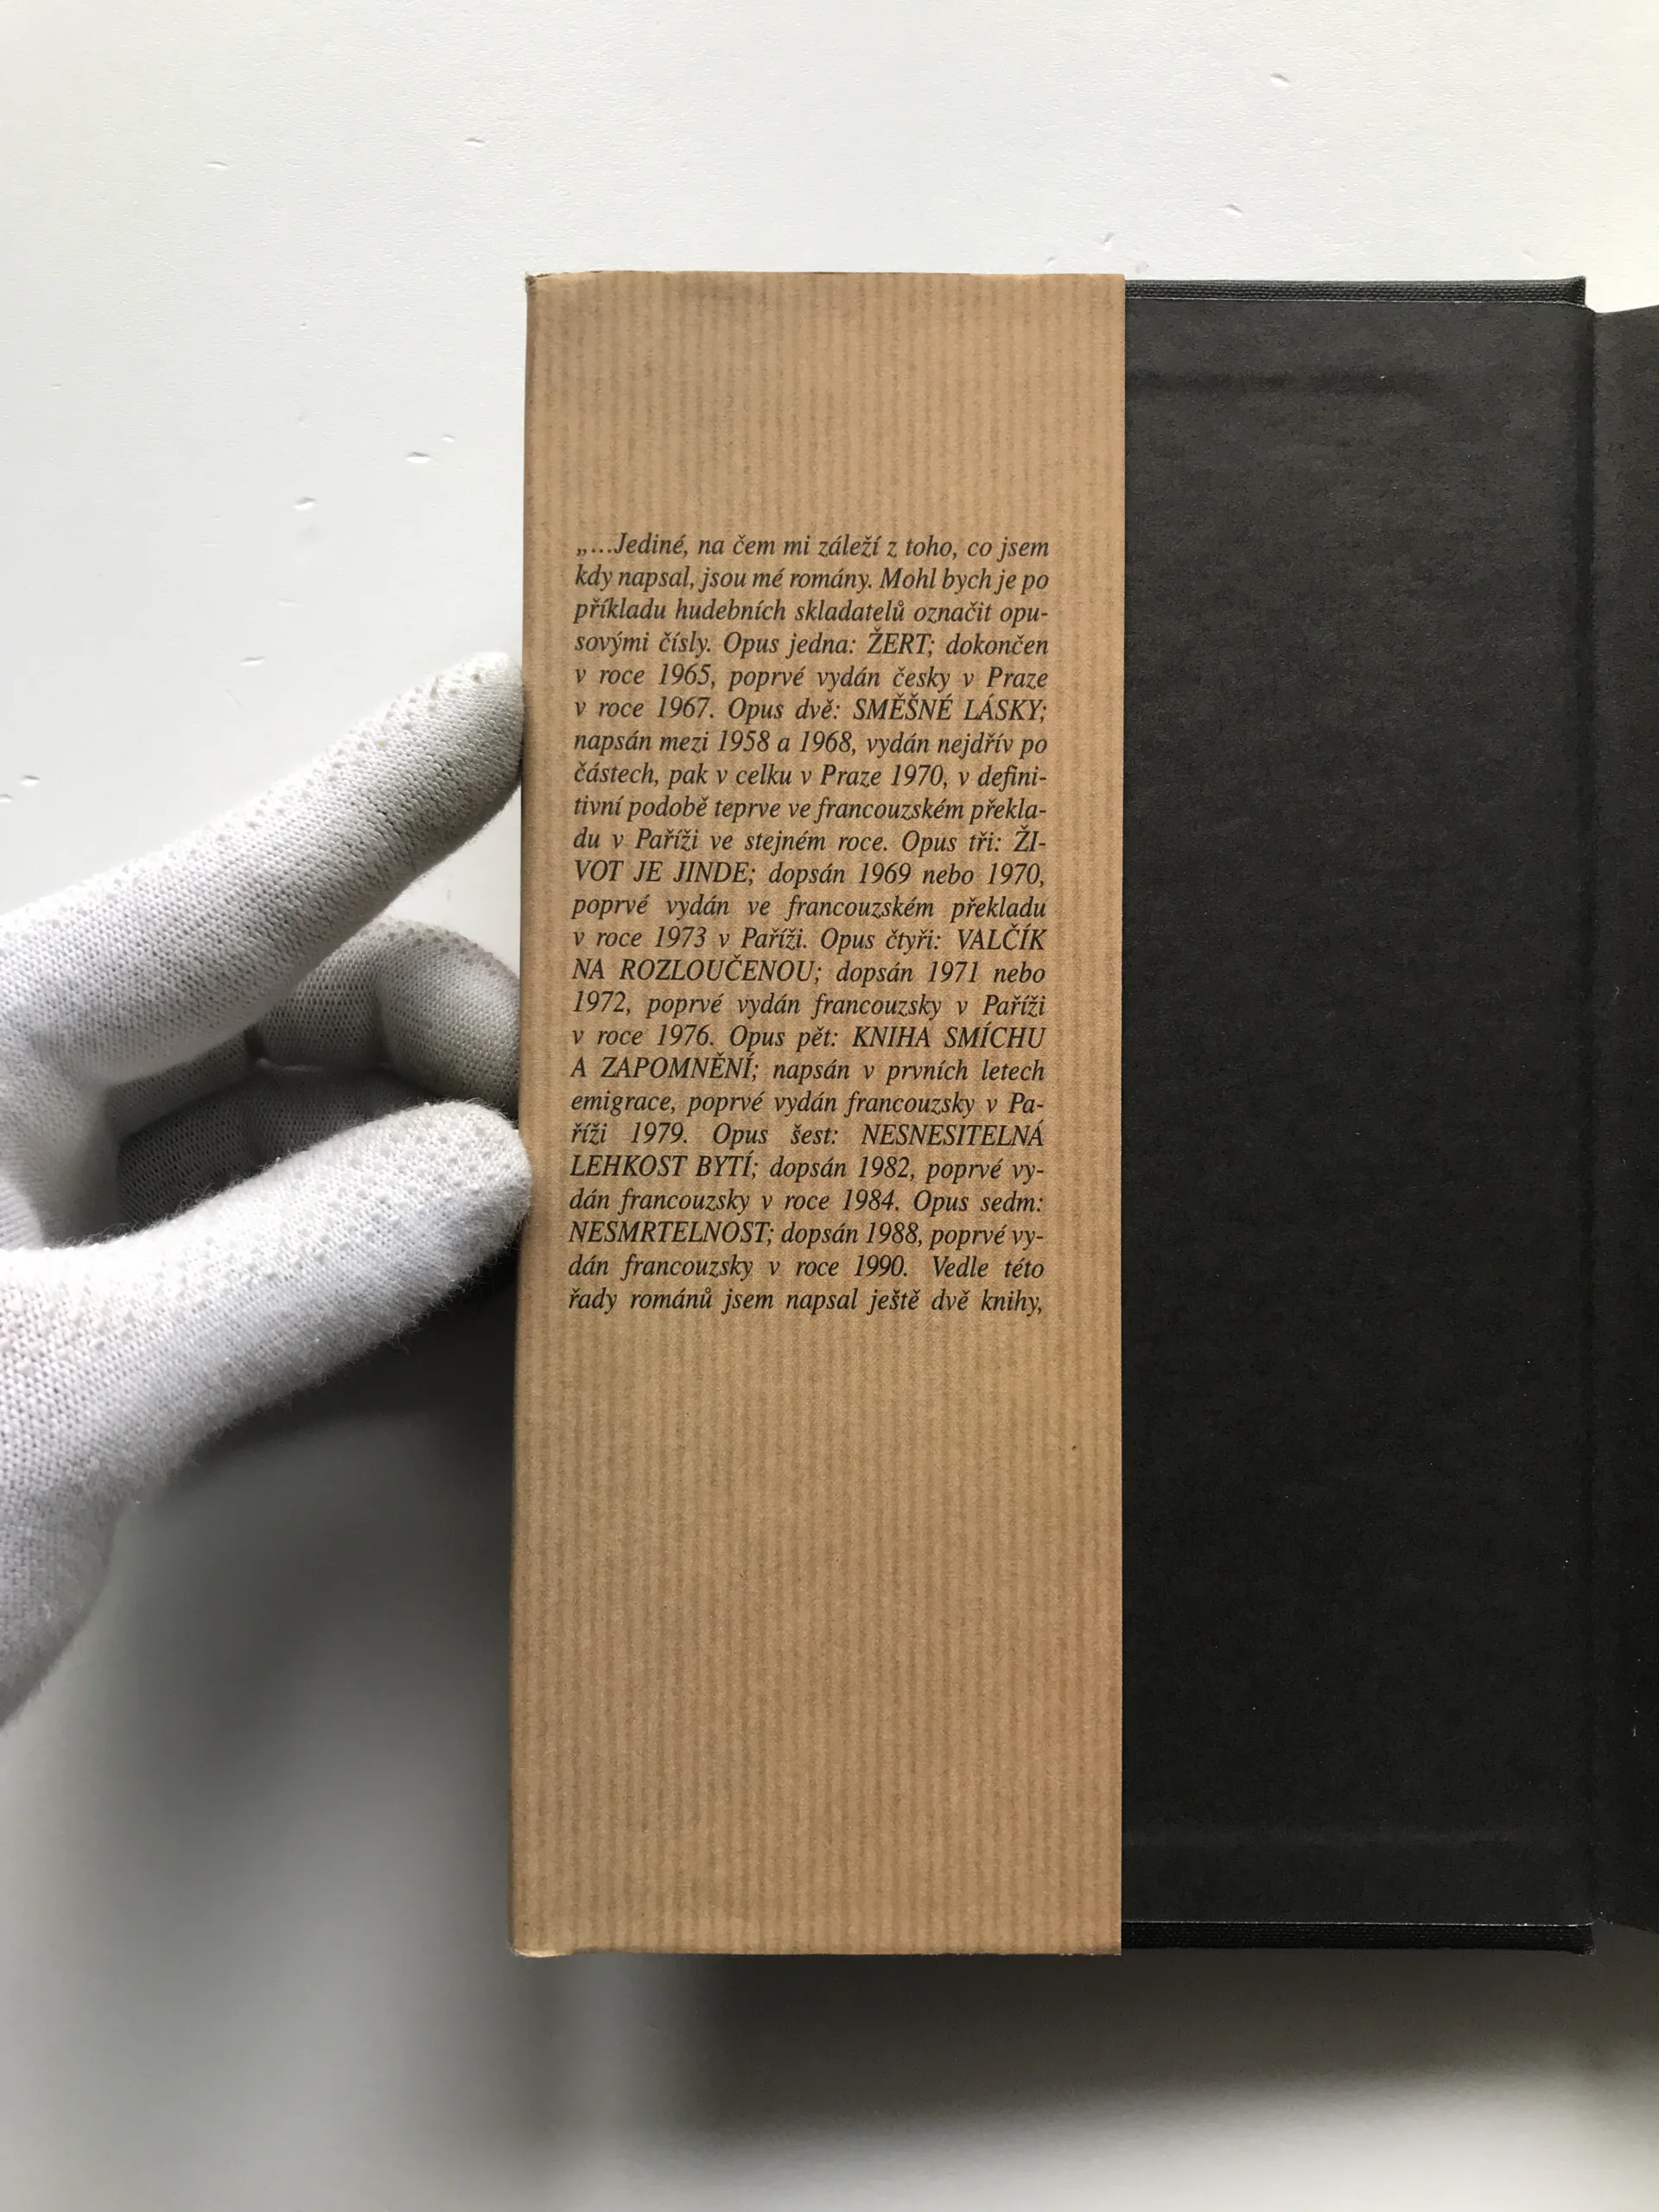 „…Jediné, na čem mi záleží z toho, co jsem
kdy napsal, jsou mé romány. Mohl bych je po
příkladu hudebních skladatelů označit opu-
sovými čísly. Opus jedna: ŽERT; dokončen
v roce 1965, poprvé vydán česky v Praze
v roce 1967. Opus dvě: SMĚŠNÉ LÁSKY;
napsán mezi 1958 a 1968, vydán nejdřív po
částech, pak v celku v Praze 1970, v defini-
tivní podobě teprve ve francouzském překla-
du v Paříži ve stejném roce. Opus tři: ŽI-
VOT JE JINDE; dopsán 1969 nebo 1970,
poprvé vydán ve francouzském překladu
v roce 1973 v Paříži. Opus čtyři: VALČÍK
NA ROZLOUČENOU; dopsán 1971 nebo
1972, poprvé vydán francouzsky v Paříži
v roce 1976. Opus pět: KNIHA SMÍCHU
A ZAPOMNĚNÍ; napsán v prvních letech
emigrace, poprvé vydán francouzsky v Pa-
říži 1979. Opus šest: NESNESITELNÁ
LEHKOST BYTÍ; dopsán 1982, poprvé vy-
dán francouzsky v roce 1984. Opus sedm:
NESMRTELNOST; dopsán 1988, poprvé vy-
dán francouzsky v roce 1990. Vedle této
řady románů jsem napsal ještě dvě knihy,